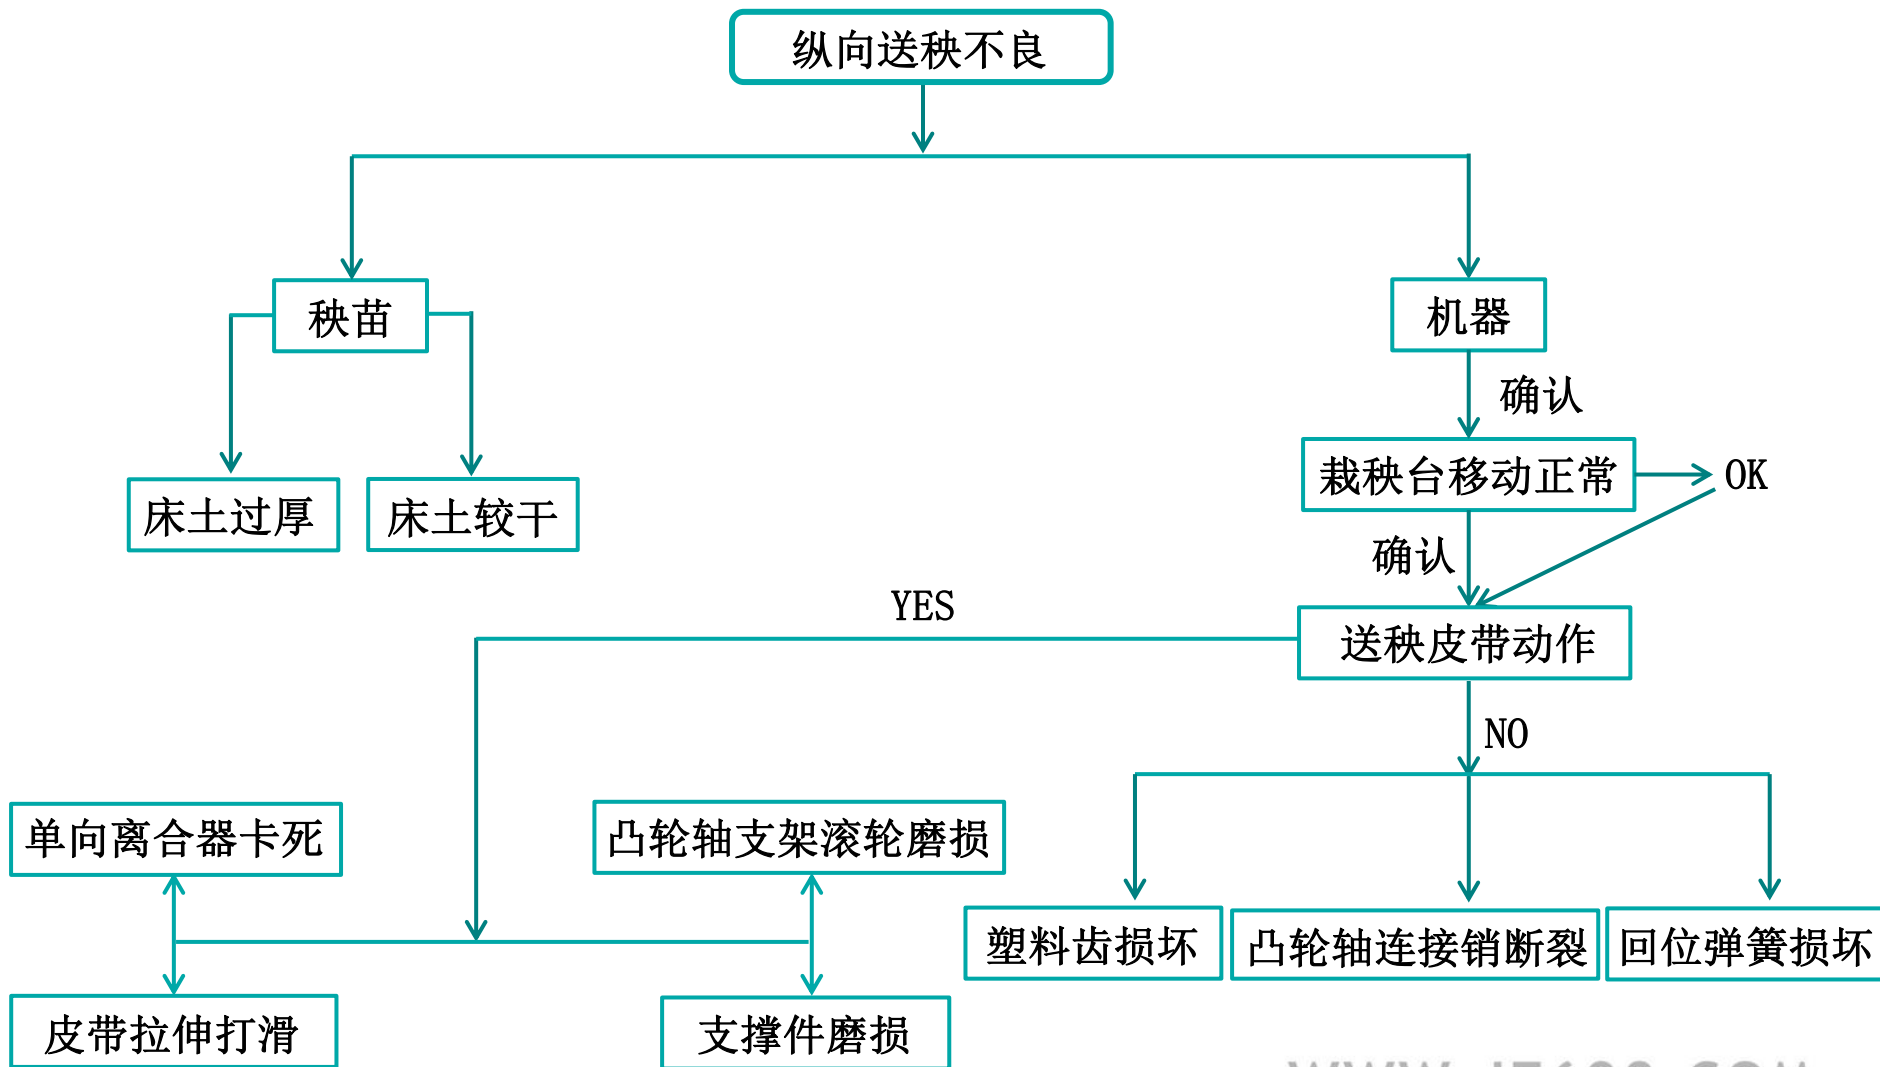 纵向送秧不良
秧苗
机器
确认
床土过厚
床土较干
栽秧台移动正常
OK
确认
YES
送秧皮带动作
NO
单向离合器卡死
凸轮轴支架滚轮磨损
塑料齿损坏
凸轮轴连接销断裂
回位弹簧损坏
皮带拉伸打滑
支撑件磨损